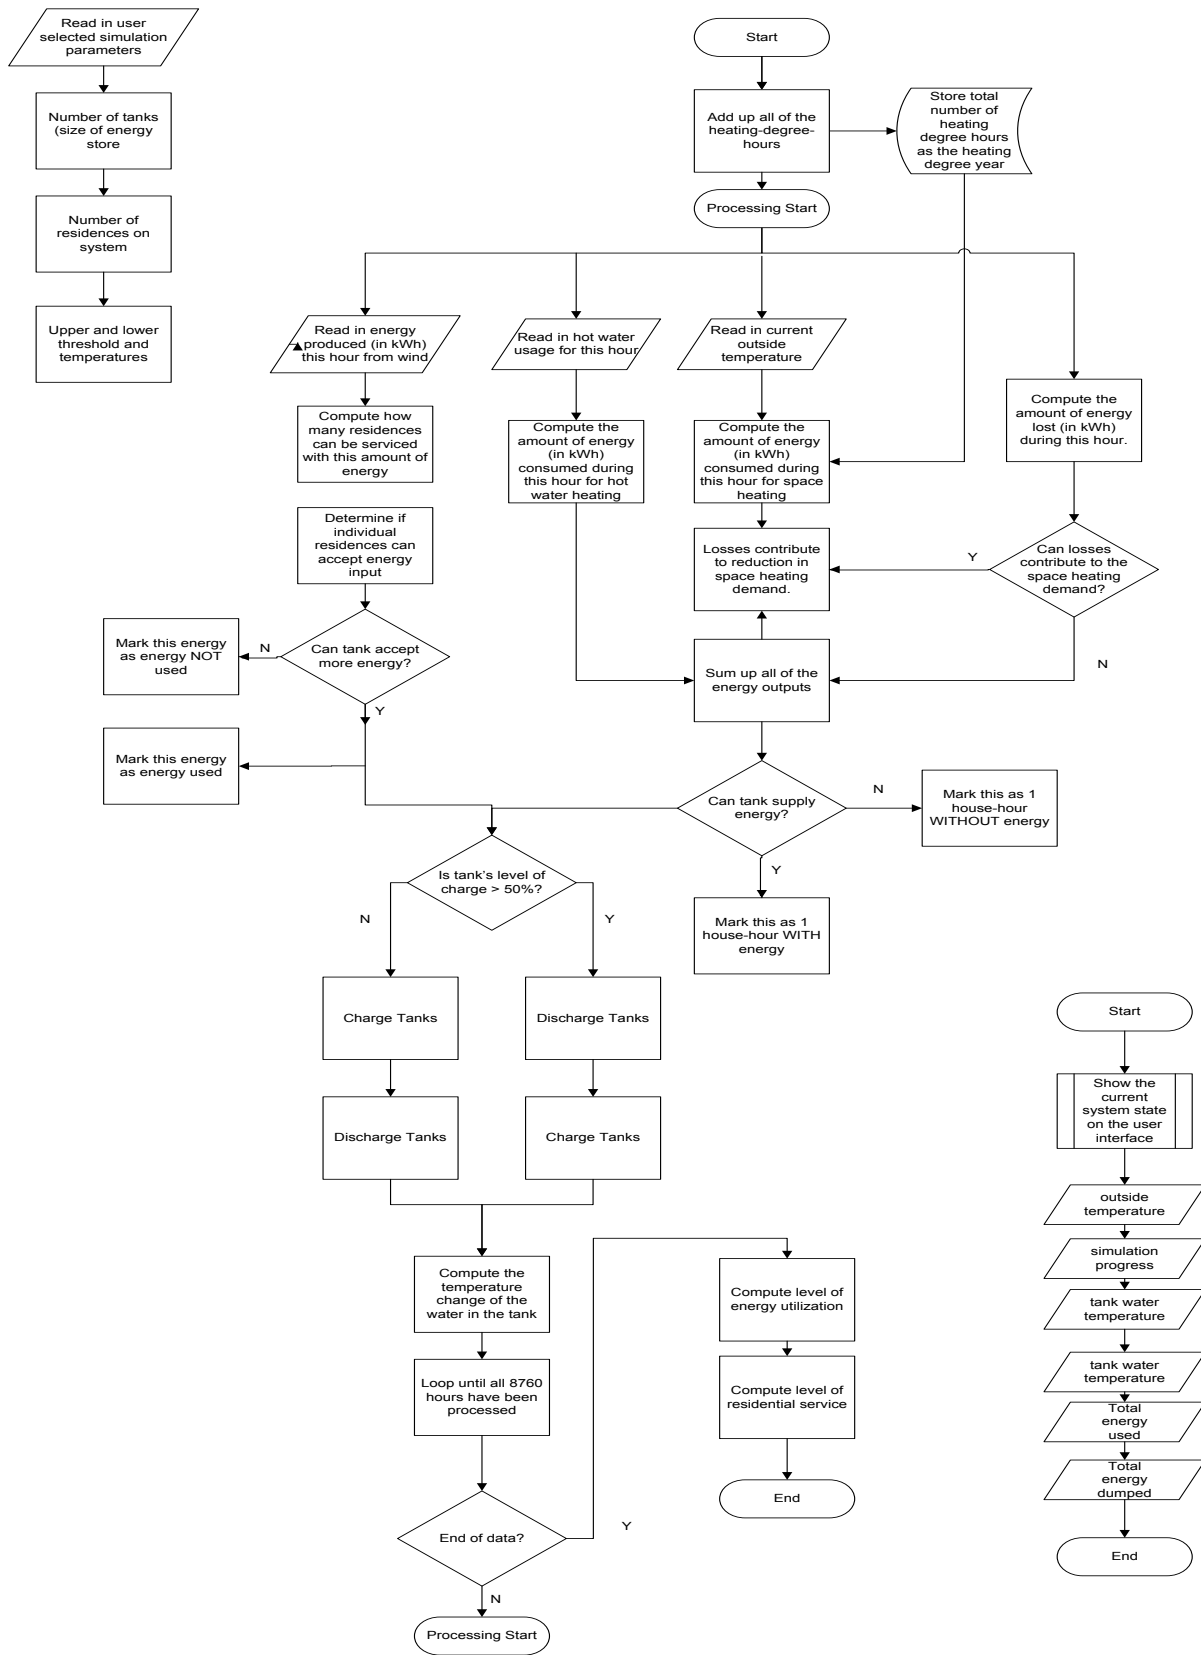 Read in user
selected simulation
parameters
Number of tanks
(size of energy
store
Number of
residences on
system
Upper and lower
threshold and
temperatures
Start
Add up all of the
heating-degree-
hours
Store total
number of
heating
degree hours
as the heating
degree year
Processing Start
Read in energy
produced (in kWh)
this hour from wind
Read in hot water
usage for this hour
Read in current
outside
temperature
Compute how
many residences
can be serviced
with this amount of
energy
Compute the
amount of energy
(in kWh)
consumed during
this hour for hot
water heating
Compute the
amount of energy
(in kWh)
consumed during
this hour for space
heating
Compute the
amount of energy
lost (in kWh)
during this hour.
Determine if
individual
residences can
accept energy
input
Losses contribute
to reduction in
space heating
demand.
Y
Can losses
contribute to the
space heating
demand?
N
Mark this energy
as energy NOT
used
N
Can tank accept
more energy?
Y
Sum up all of the
energy outputs
Mark this energy
as energy used
Can tank supply
energy?
N
Mark this as 1
house-hour
WITHOUT energy
Y
Mark this as 1
house-hour WITH
energy
Is tank's level of
charge > 50%?
N
Y
Charge Tanks
Discharge Tanks
Discharge Tanks
Charge Tanks
Compute the
temperature
change of the
water in the tank
Loop until all 8760
hours have been
processed
End of data?
Y
N
Processing Start
Compute level of
energy utilization
Compute level of
residential service
End
Start
Show the
current
system state
on the user
interface
outside
temperature
simulation
progress
tank water
temperature
tank water
temperature
Total
energy
used
Total
energy
dumped
End